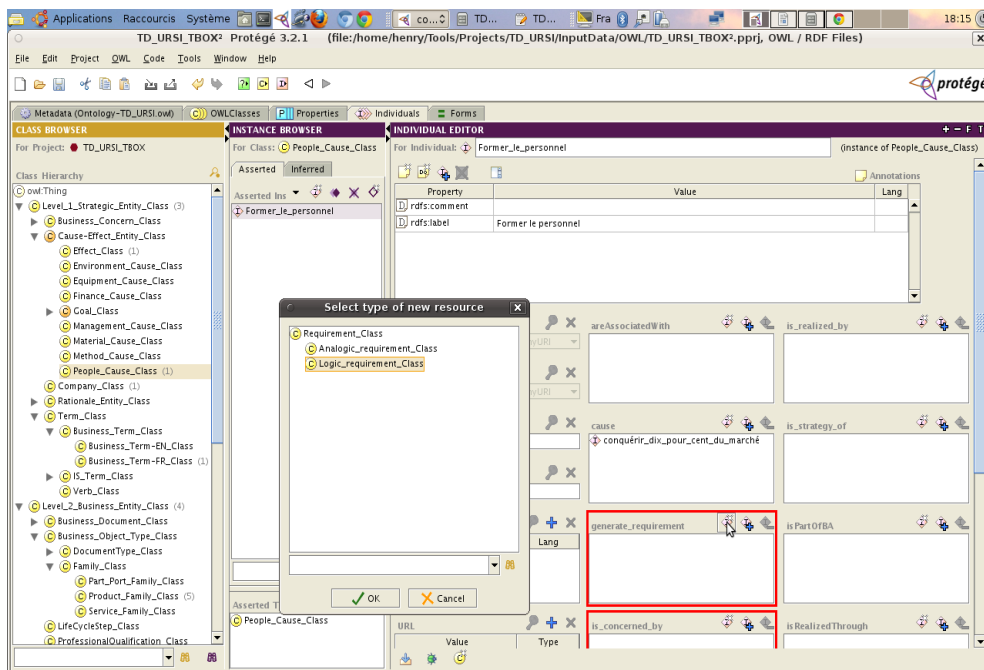 Applications Raccourcis Système co... TD... TD... Fra 18:15
TD_URSI_TBOX² Protégé 3.2.1 (file:/home/henry/Tools/Projects/TD_URSI/InputData/OWL/TD_URSI_TBOX².pprj, OWL / RDF Files)
File Edit Project OWL Code Tools Window Help
protégé
Metadata (Ontology-TD_URSI.owl) OWLClasses Properties Individuals Forms
CLASS BROWSER INSTANCE BROWSER INDIVIDUAL EDITOR + – F T
For Project: TD_URSI_TBOX For Class: People_Cause_Class For Individual: Former_le_personnel (instance of People_Cause_Class)
Class Hierarchy Asserted Inferred Annotations
owl:Thing Asserted Ins Property Value Lang
Level_1_Strategic_Entity_Class (3) Former_le_personnel rdfs:comment
Business_Concern_Class rdfs:label Former le personnel
Cause-Effect_Entity_Class
Effect_Class (1)
Environment_Cause_Class
Equipment_Cause_Class
Finance_Cause_Class
Goal_Class
Management_Cause_Class
Material_Cause_Class
Method_Cause_Class
People_Cause_Class (1)
Company_Class (1)
Rationale_Entity_Class
Term_Class
Business_Term_Class
Business_Term-EN_Class
Business_Term-FR_Class (1)
IS_Term_Class
Verb_Class
Level_2_Business_Entity_Class (4)
Business_Document_Class
Business_Object_Type_Class
DocumentType_Class
Family_Class
Part_Port_Family_Class
Product_Family_Class (5)
Service_Family_Class
LifeCycleStep_Class
ProfessionalQualification_Class
Select type of new resource
Requirement_Class
Analogic_requirement_Class
Logic_requirement_Class
OK Cancel
Asserted T
People_Cause_Class
areAssociatedWith is_realized_by
yURI
yURI
cause is_strategy_of
conquérir_dix_pour_cent_du_marché
generate_requirement isPartOfBA
Lang
URL is_concerned_by isRealizedThrough
Value Type